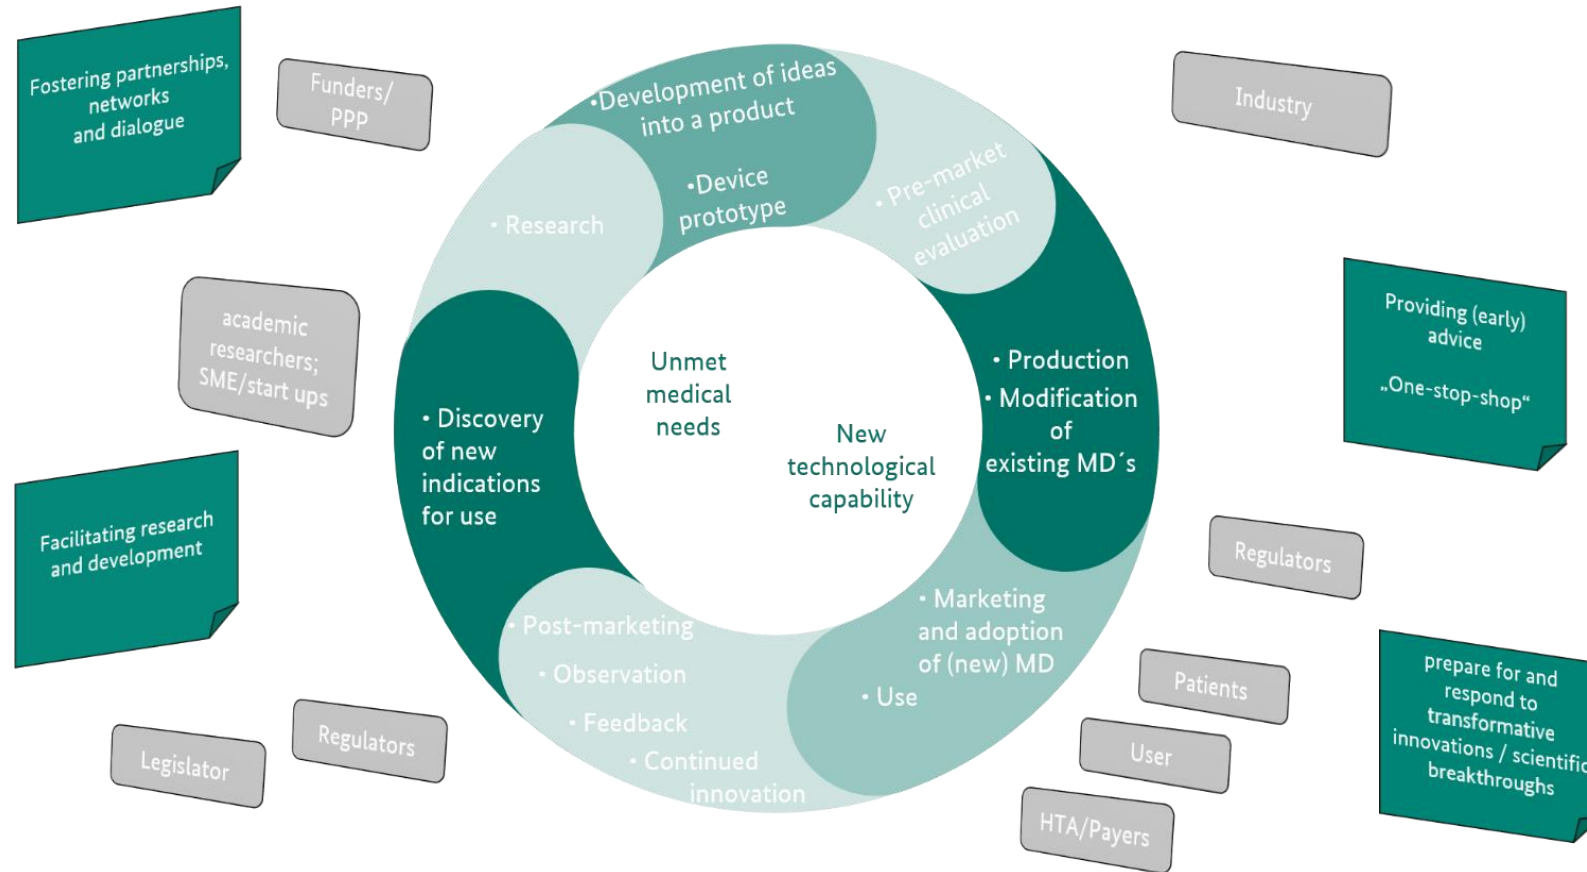 Fostering partnerships,
networks
and dialogue
Funders/
PPP
•Development of ideas
into a product
•Device
prototype
Industry
• Pre-market
clinical
evaluation
• Research
academic
researchers;
SME/start ups
Unmet
medical
needs
New
technological
capability
• Production
• Modification
of
existing MD´s
Providing (early)
advice
„One-stop-shop“
• Discovery
of new
indications
for use
Facilitating research
and development
Regulators
• Marketing
and adoption
of (new) MD
• Use
• Post-marketing
• Observation
• Feedback
• Continued
innovation
Patients
User
HTA/Payers
prepare for and
respond to
transformative
innovations / scientific
breakthroughs
Legislator
Regulators